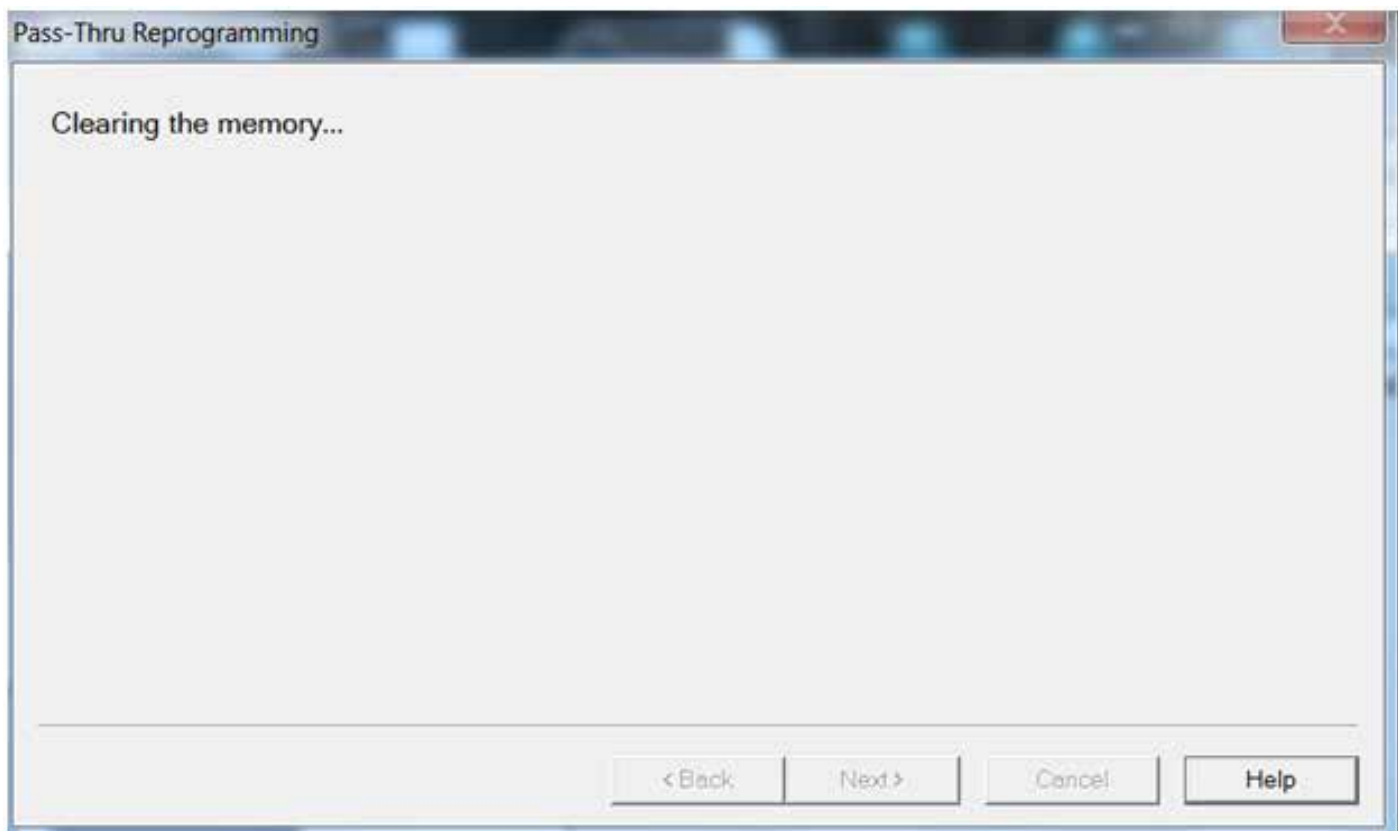 Pass-Thru Reprogramming
Clearing the memory...
< Back
Next >
Cancel
Help